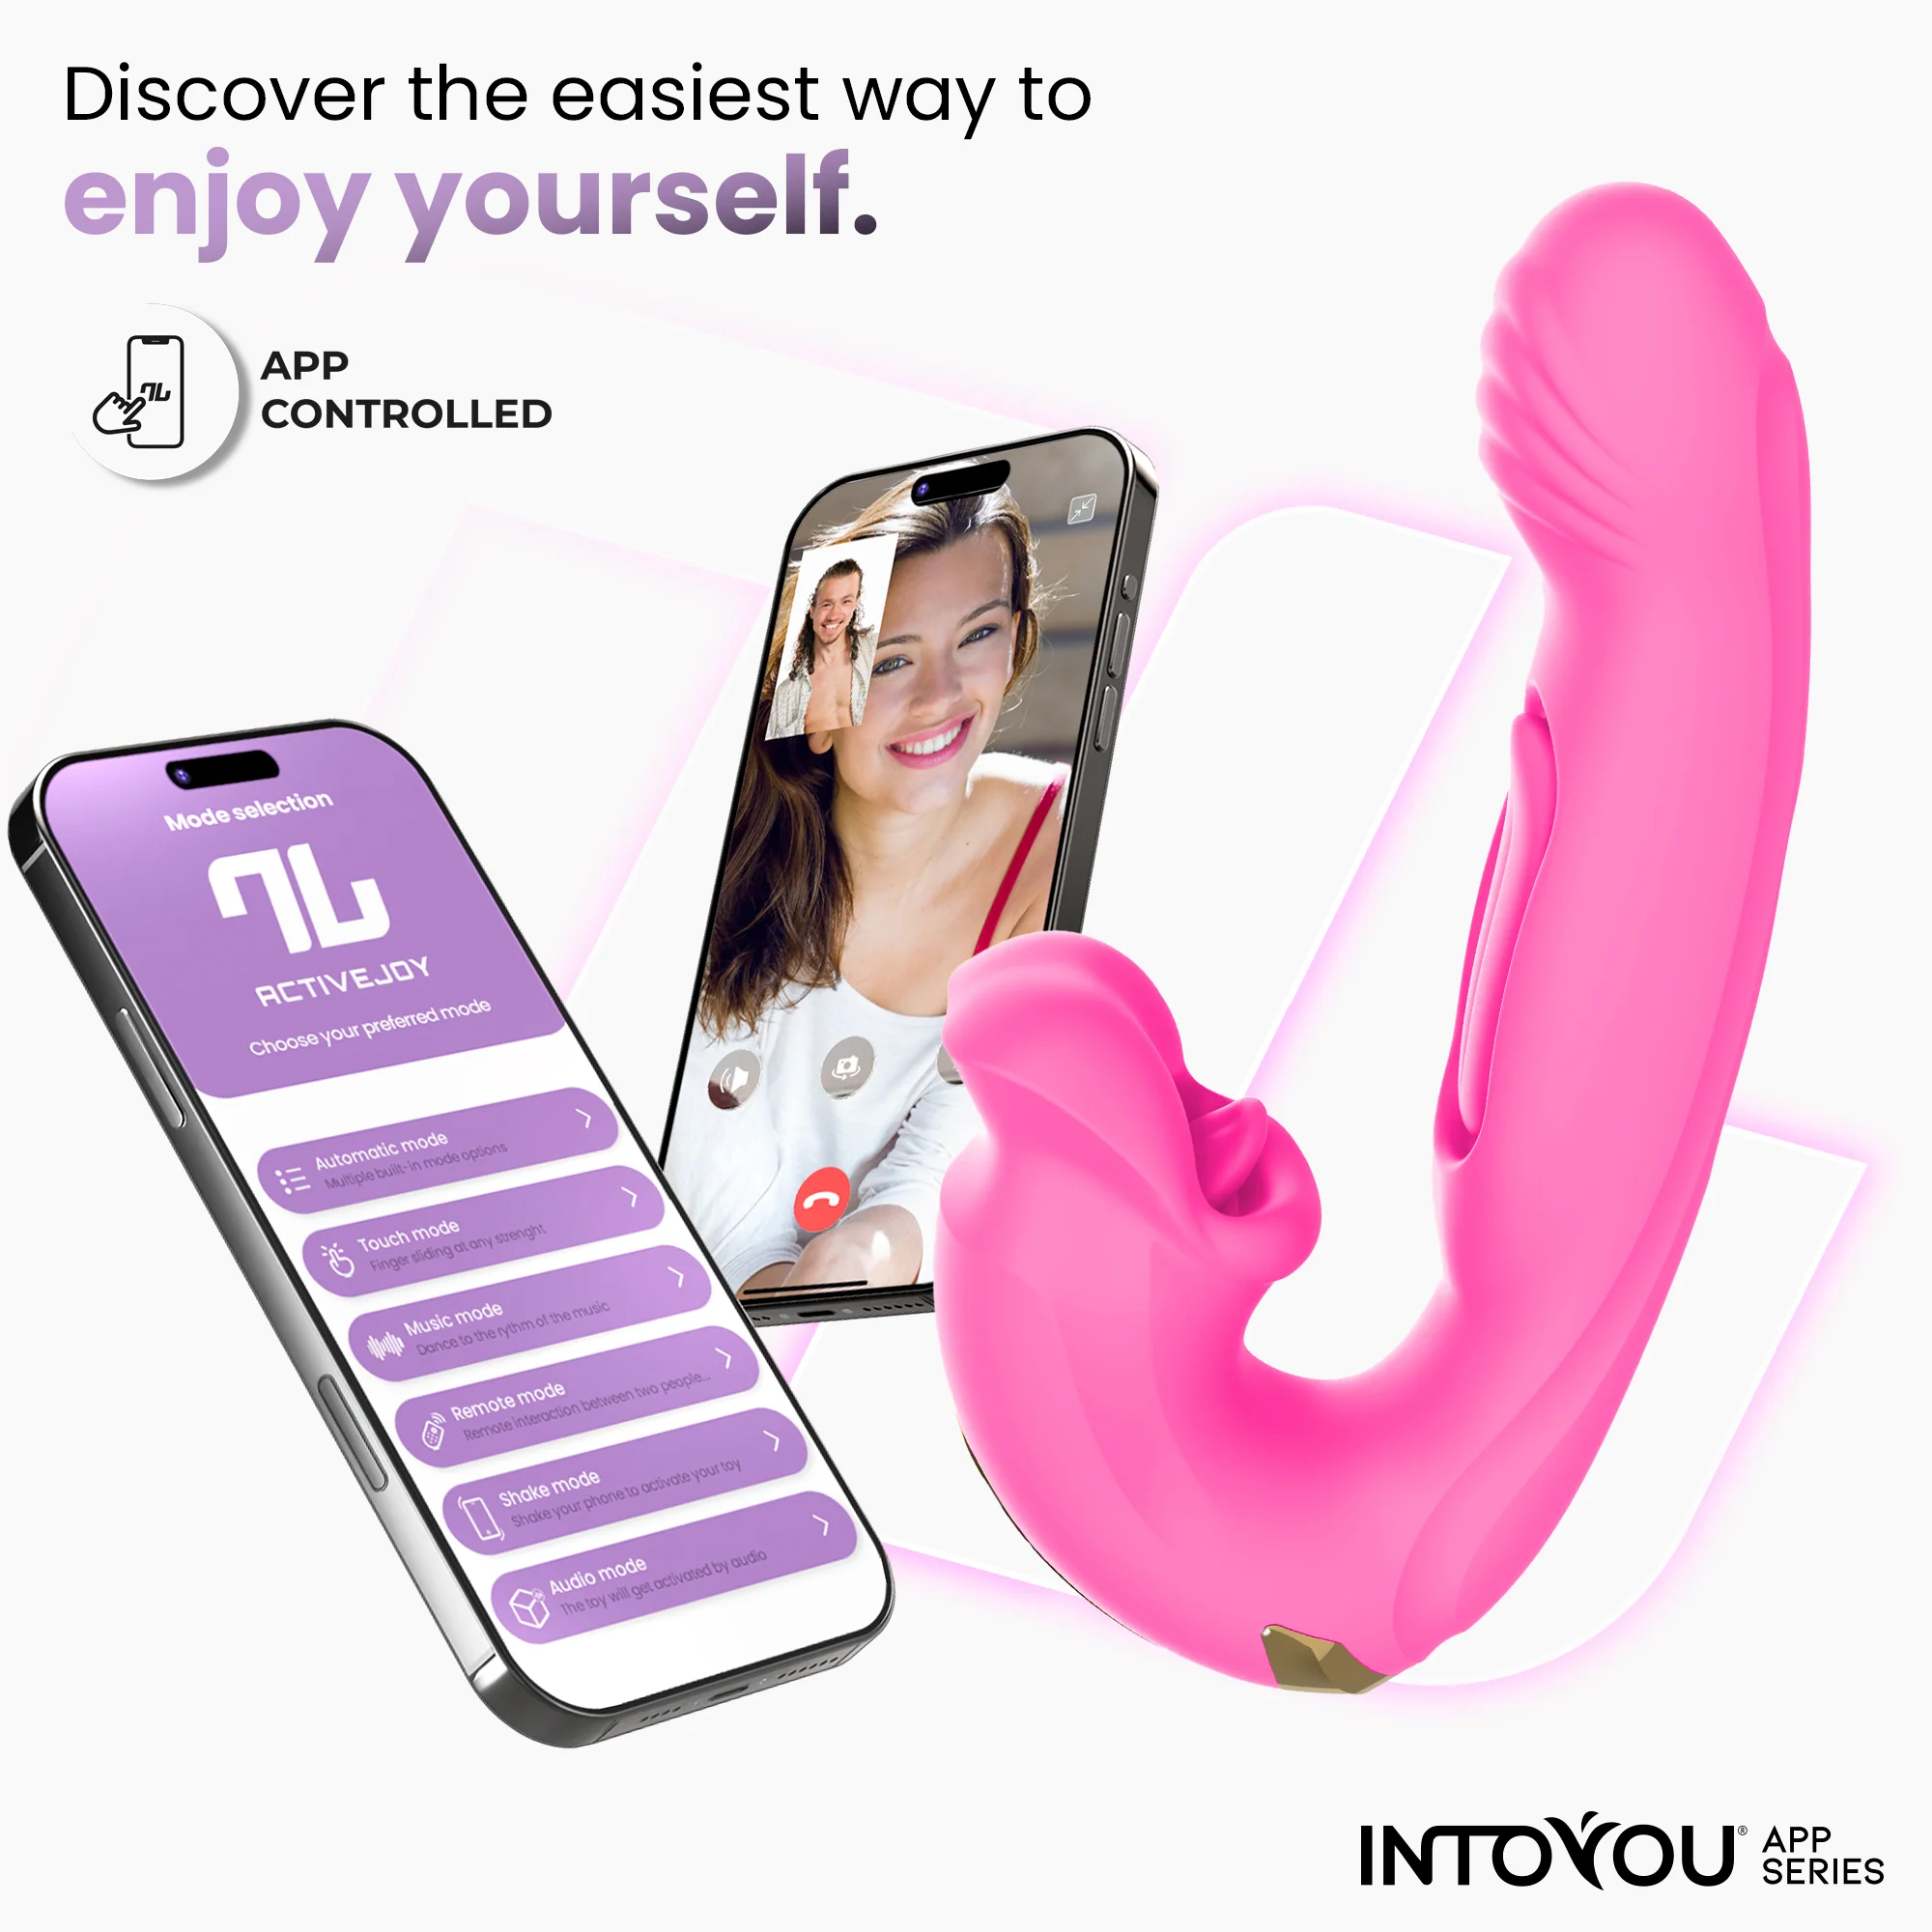 Discover the easiest way to
enjoy yourself.
APP
CONTROLLED
Mode selection
ACTIVEJOY
Choose your preferred mode
Automatic mode
Multiple built-in mode options
Touch mode
Finger sliding at any strenght
Music mode
Dance to the rythm of the music
Remote mode
Remote interaction between two people...
Shake mode
Shake your phone to activate your toy
Audio mode
The toy will get activated by audio
INTOYOU® APP
SERIES